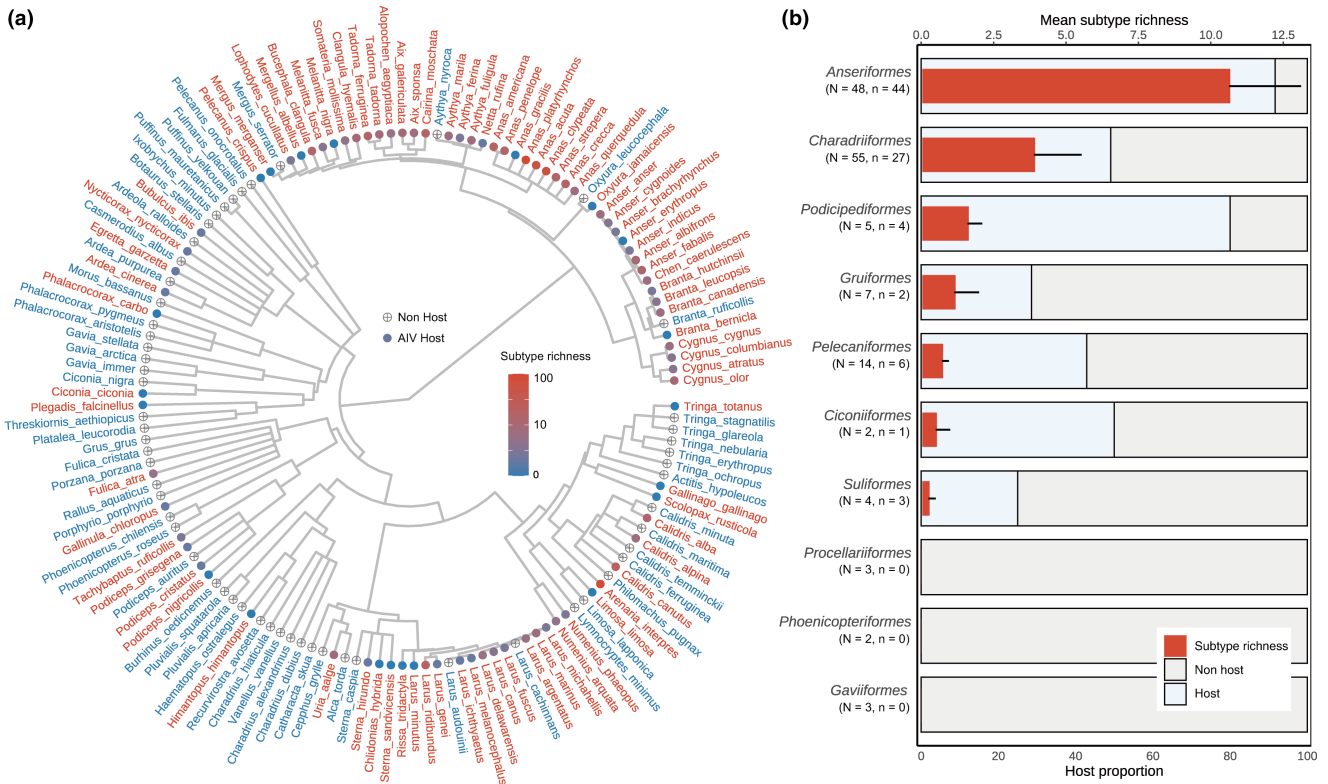 (a)
Pelecanus_crispus
Mergus_merganser
Mergus_serrator
Lophodytes_cucullatus
Mergellus_albellus
Bucephala_clangula
Melanitta_fusca
Melanitta_nigra
Somateria_mollissima
Clangula_hyemalis
Tadorna_ferruginea
Tadorna_tadorna
Alopochen_aegyptiaca
Aix_galericulata
Aix_sponsa
Cairina_moschata
Aythya_nyroca
Aythya_marila
Aythya_ferina
Aythya_fuligula
Netta_rufina
Anas_americana
Anas_penelope
Anas_gracilis
Anas_platyrhynchos
Anas_acuta
Anas_clypeata
Anas_strepera
Anas_crecca
Anas_querquedula
Oxyura_leucocephala
Oxyura_jamaicensis
Anser_anser
Anser_cygnoides
Anser_brachyrhynchus
Anser_erythropus
Anser_indicus
Anser_albifrons
Anser_fabalis
Chen_caerulescens
Branta_hutchinsii
Branta_leucopsis
Branta_canadensis
Branta_ruficollis
Branta_bernicla
Cygnus_cygnus
Cygnus_columbianus
Cygnus_atratus
Cygnus_olor
Tringa_totanus
Tringa_stagnatilis
Tringa_glareola
Tringa_nebularia
Tringa_erythropus
Tringa_ochropus
Actitis_hypoleucos
Gallinago_gallinago
Scolopax_rusticola
Calidris_minuta
Calidris_alba
Calidris_maritima
Calidris_alpina
Calidris_temminckii
Calidris_ferruginea
Calidris_canutus
Philomachus_pugnax
Arenaria_interpres
Limosa_limosa
Limosa_lapponica
Lymnocryptes_minimus
Numenius_phaeopus
Numenius_arquata
Larus_michahellis
Larus_marinus
Larus_argentatus
Larus_cachinnans
Larus_fuscus
Larus_canus
Larus_delawarensis
Larus_melanocephalus
Larus_ichthyaetus
Larus_audouinii
Larus_genei
Larus_ridibundus
Larus_minutus
Rissa_tridactyla
Sterna_sandvicensis
Chlidonias_hybrida
Sterna_hirundo
Sterna_caspia
Alca_torda
Uria_aalge
Cepphus_grylle
Catharacta_skua
Charadrius_dubius
Charadrius_alexandrinus
Vanellus_vanellus
Charadrius_hiaticula
Recurvirostra_avosetta
Himantopus_himantopus
Haematopus_ostralegus
Pluvialis_apricaria
Pluvialis_squatarola
Burhinus_oedicnemus
Podiceps_nigricollis
Podiceps_cristatus
Podiceps_auritus
Podiceps_grisegena
Tachybaptus_ruficollis
Phoenicopterus_roseus
Phoenicopterus_chilensis
Gallinula_chloropus
Porphyrio_porphyrio
Rallus_aquaticus
Fulica_atra
Porzana_porzana
Fulica_cristata
Grus_grus
Platalea_leucorodia
Threskiornis_aethiopicus
Plegadis_falcinellus
Ciconia_ciconia
Ciconia_nigra
Gavia_immer
Gavia_arctica
Gavia_stellata
Phalacrocorax_aristotelis
Phalacrocorax_pygmeus
Phalacrocorax_carbo
Morus_bassanus
Ardea_cinerea
Ardea_purpurea
Egretta_garzetta
Casmerodius_albus
Nycticorax_nycticorax
Ardeola_ralloides
Bubulcus_ibis
Botaurus_stellaris
Ixobrychus_minutus
Puffinus_mauretanicus
Puffinus_yelkouan
Fulmarus_glacialis
Pelecanus_onocrotalus
Non Host
AIV Host
Subtype richness
100
10
0
(b)
Mean subtype richness
0.0 2.5 5.0 7.5 10.0 12.5
Anseriformes
(N = 48, n = 44)
Charadriiformes
(N = 55, n = 27)
Podicipediformes
(N = 5, n = 4)
Gruiformes
(N = 7, n = 2)
Pelecaniformes
(N = 14, n = 6)
Ciconiiformes
(N = 2, n = 1)
Suliformes
(N = 4, n = 3)
Procellariiformes
(N = 3, n = 0)
Phoenicopteriformes
(N = 2, n = 0)
Gaviiformes
(N = 3, n = 0)
Subtype richness
Non host
Host
0 20 40 60 80 100
Host proportion